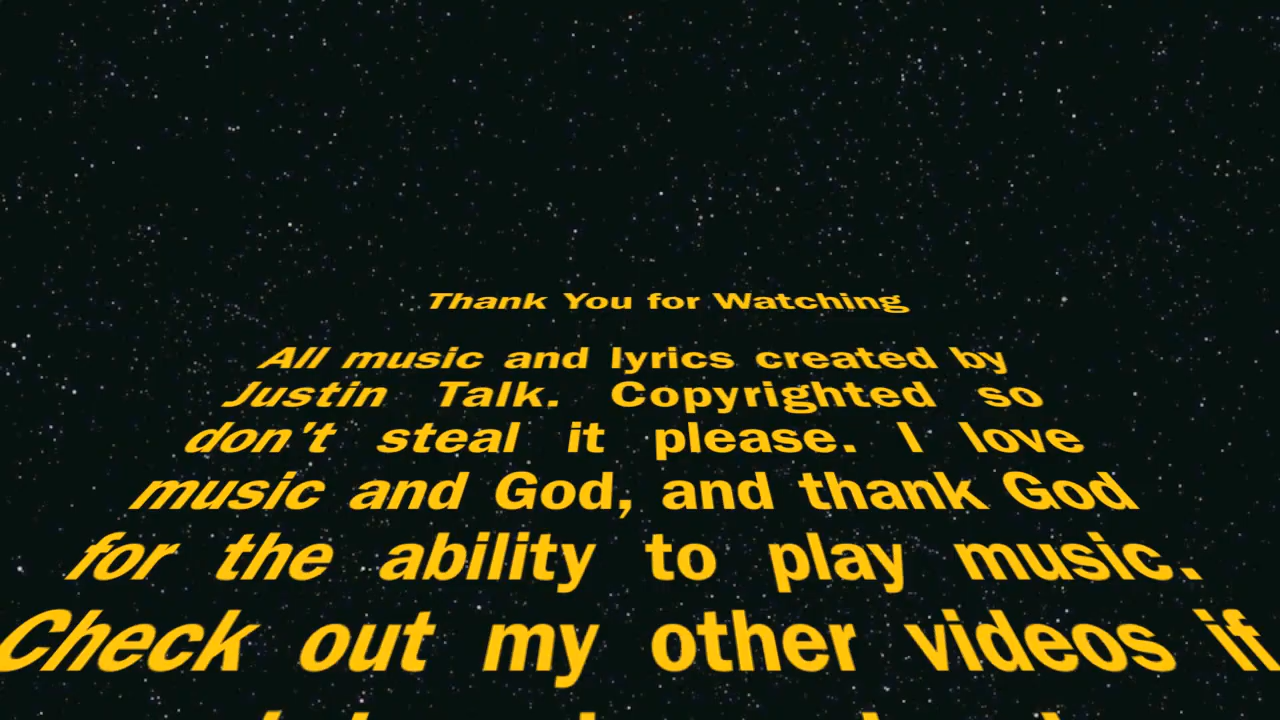 Thank You for Watching
All music and lyrics created by
Justin Talk. Copyrighted so
don't steal it please. I love
music and God, and thank God
for the ability to play music.
Check out my other videos if